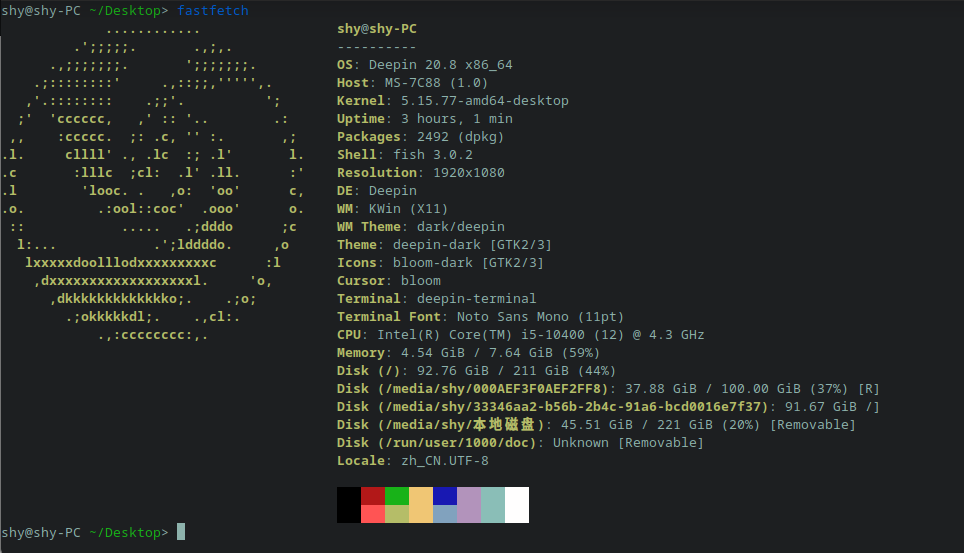 shy@shy-PC ~/Desktop> fastfetch
shy@shy-PC
----------
OS: Deepin 20.8 x86_64
Host: MS-7C88 (1.0)
Kernel: 5.15.77-amd64-desktop
Uptime: 3 hours, 1 min
Packages: 2492 (dpkg)
Shell: fish 3.0.2
Resolution: 1920x1080
DE: Deepin
WM: KWin (X11)
WM Theme: dark/deepin
Theme: deepin-dark [GTK2/3]
Icons: bloom-dark [GTK2/3]
Cursor: bloom
Terminal: deepin-terminal
Terminal Font: Noto Sans Mono (11pt)
CPU: Intel(R) Core(TM) i5-10400 (12) @ 4.3 GHz
Memory: 4.54 GiB / 7.64 GiB (59%)
Disk (/): 92.76 GiB / 211 GiB (44%)
Disk (/media/shy/000AEF3F0AEF2FF8): 37.88 GiB / 100.00 GiB (37%) [R]
Disk (/media/shy/33346aa2-b56b-2b4c-91a6-bcd0016e7f37): 91.67 GiB /]
Disk (/media/shy/本地磁盘): 45.51 GiB / 221 GiB (20%) [Removable]
Disk (/run/user/1000/doc): Unknown [Removable]
Locale: zh_CN.UTF-8
shy@shy-PC ~/Desktop>